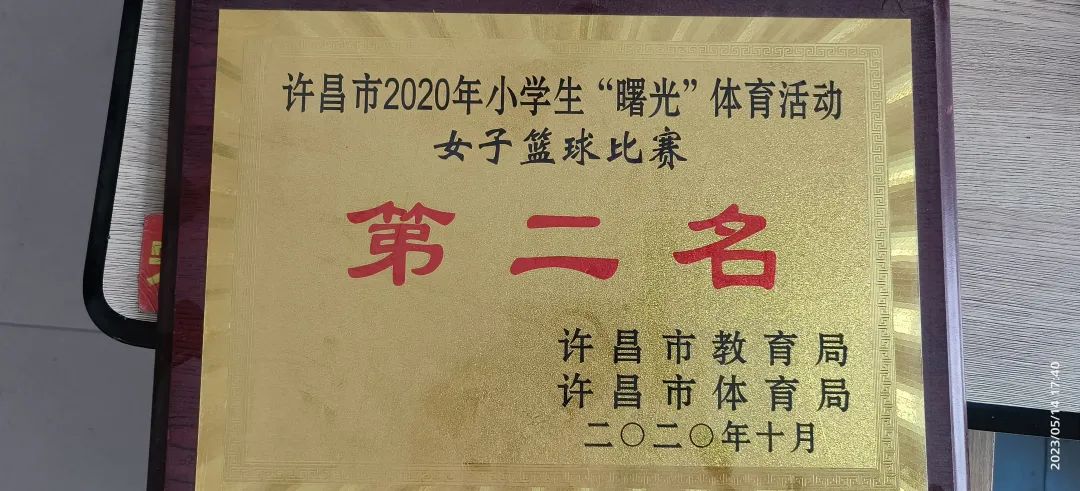 许昌市2020年小学生“曙光”体育活动
女子篮球比赛
第二名
许昌市教育局
许昌市体育局
二〇二〇年十月
2023/05/14 17:40